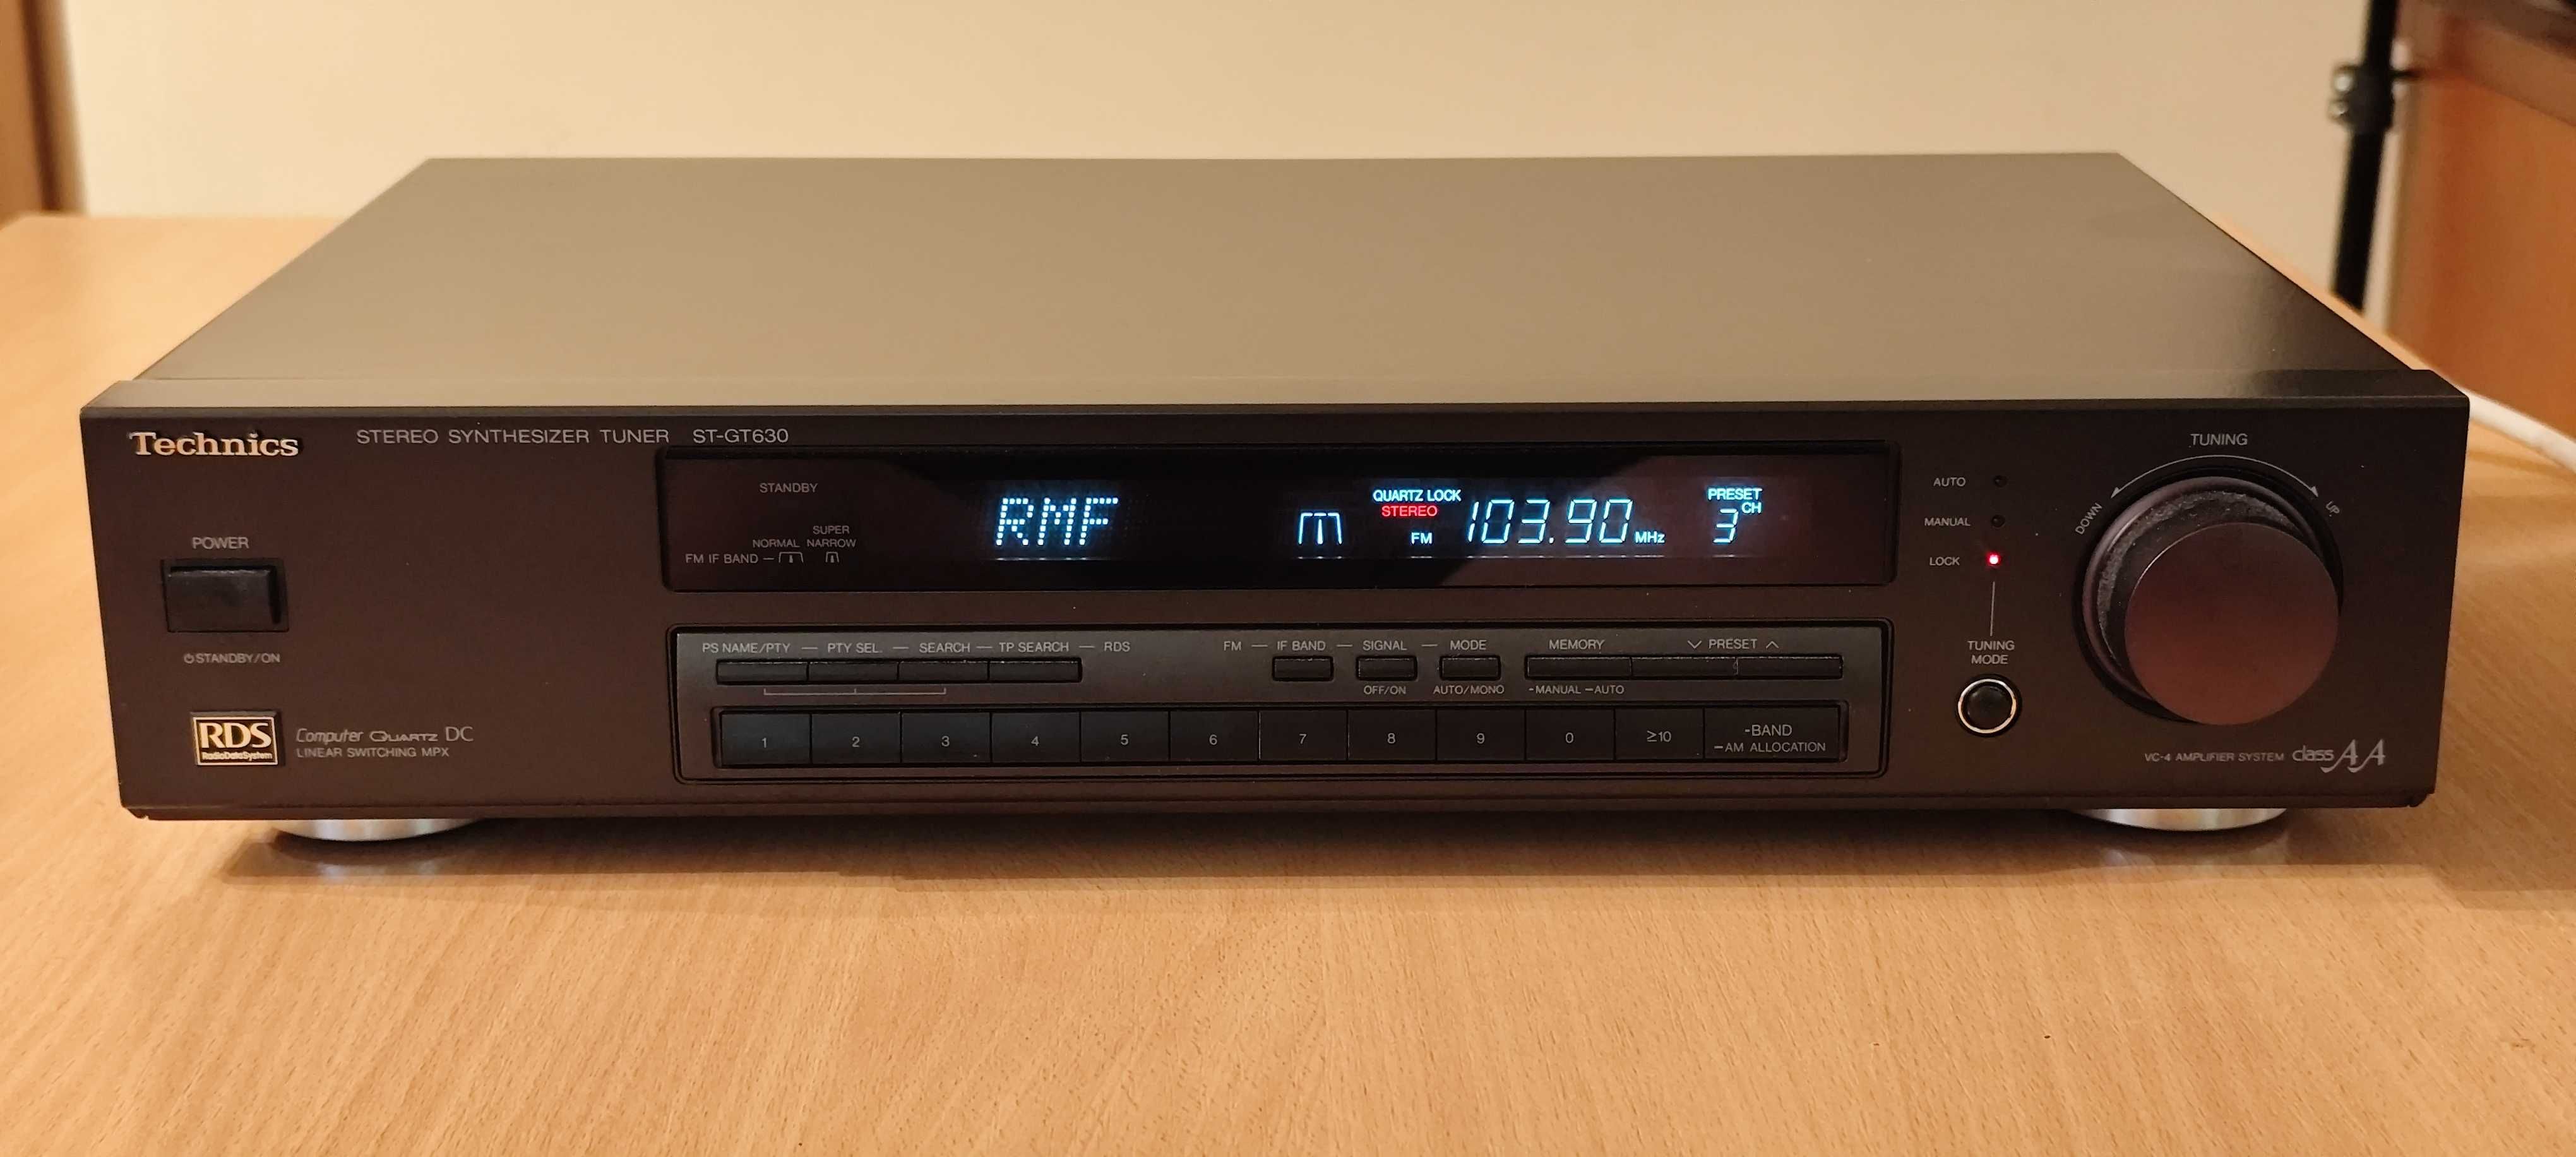 Technics
STEREO SYNTHESIZER TUNER ST-GT630
STANDBY
SUPER
NORMAL NARROW
FM IF BAND
RMF
QUARTZ LOCK
STEREO
FM 103.90 MHz
PRESET
CH
3
AUTO
MANUAL
LOCK
TUNING
DOWN UP
POWER
STANDBY/ON
PS NAME/PTY — PTY SEL. — SEARCH — TP SEARCH — RDS
FM — IF BAND — SIGNAL — MODE
OFF/ON AUTO/MONO
MEMORY PRESET
-MANUAL —AUTO
TUNING
MODE
1 2 3 4 5 6 7 8 9 0 ≥10
-BAND
—AM ALLOCATION
RDS
RadioDataSystem
Computer QUARTZ DC
LINEAR SWITCHING MPX
VC-4 AMPLIFIER SYSTEM class AA